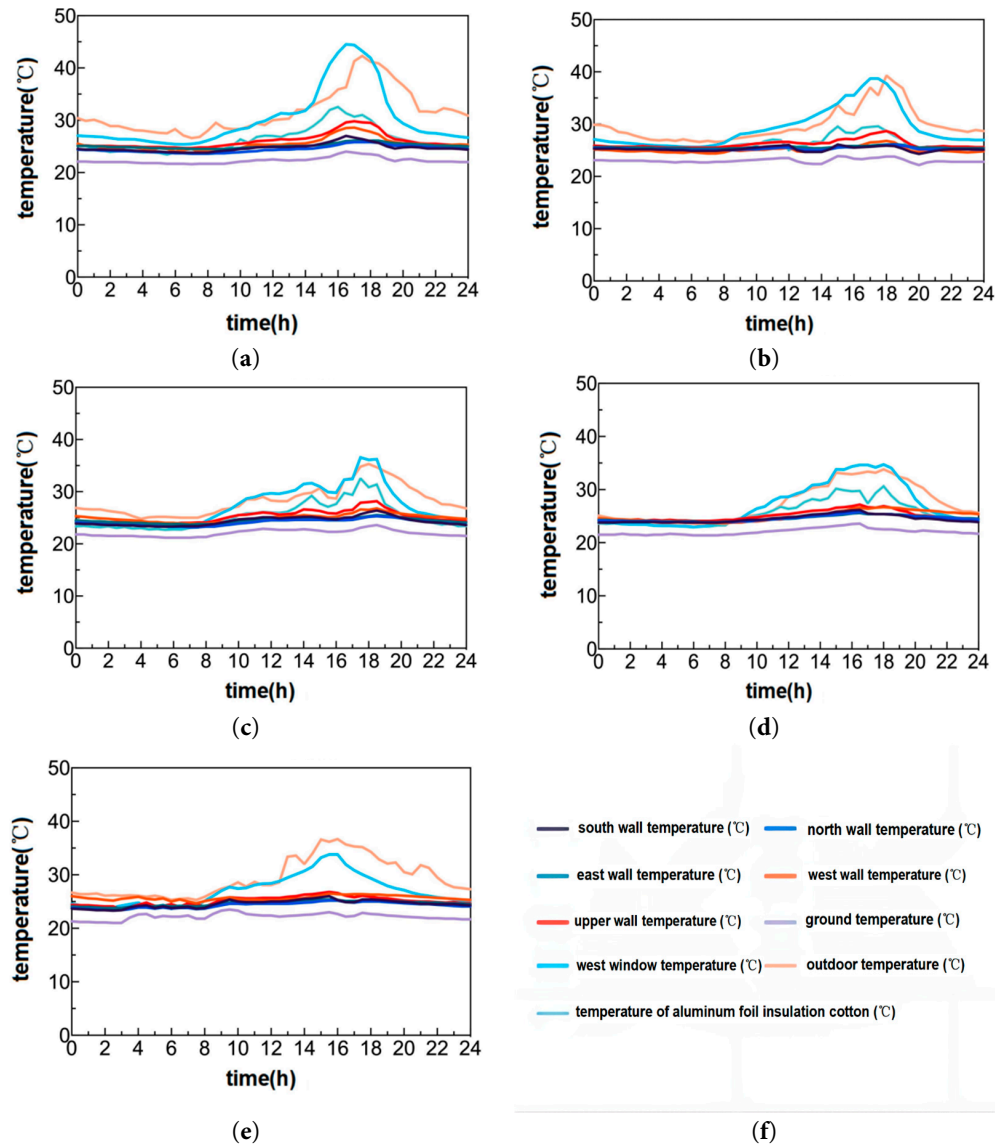 50
40
30
20
10
0
temperature(℃)
0 2 4 6 8 10 12 14 16 18 20 22 24
time(h)
(a)
50
40
30
20
10
0
temperature(℃)
0 2 4 6 8 10 12 14 16 18 20 22 24
time(h)
(b)
50
40
30
20
10
0
temperature(℃)
0 2 4 6 8 10 12 14 16 18 20 22 24
time(h)
(c)
50
40
30
20
10
0
temperature(℃)
0 2 4 6 8 10 12 14 16 18 20 22 24
time(h)
(d)
50
40
30
20
10
0
temperature(℃)
0 2 4 6 8 10 12 14 16 18 20 22 24
time(h)
(e)
south wall temperature (℃) north wall temperature (℃)
east wall temperature (℃) west wall temperature (℃)
upper wall temperature (℃) ground temperature (℃)
west window temperature (℃) outdoor temperature (℃)
temperature of aluminum foil insulation cotton (℃)
(f)